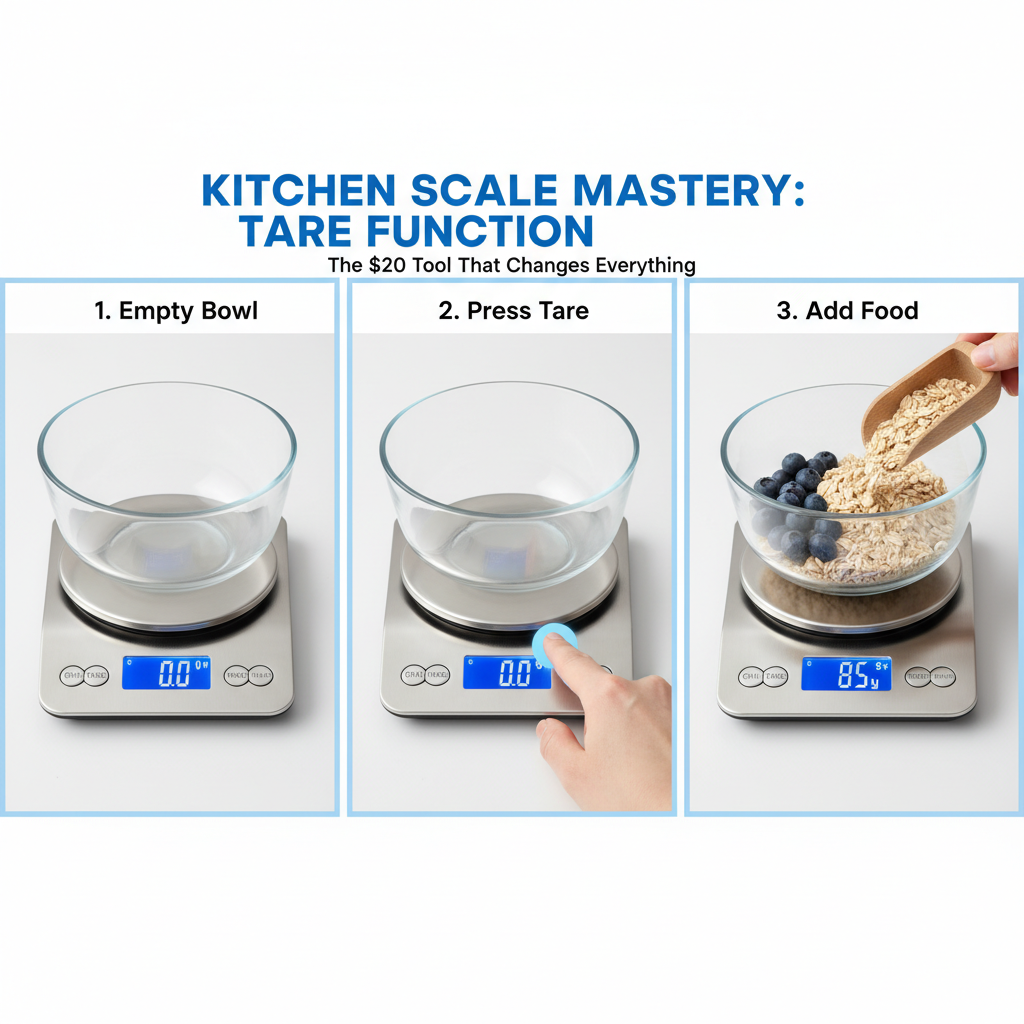 KITCHEN SCALE MASTERY:
TARE FUNCTION
The $20 Tool That Changes Everything
1. Empty Bowl
2. Press Tare
3. Add Food
0.0
0.0
85